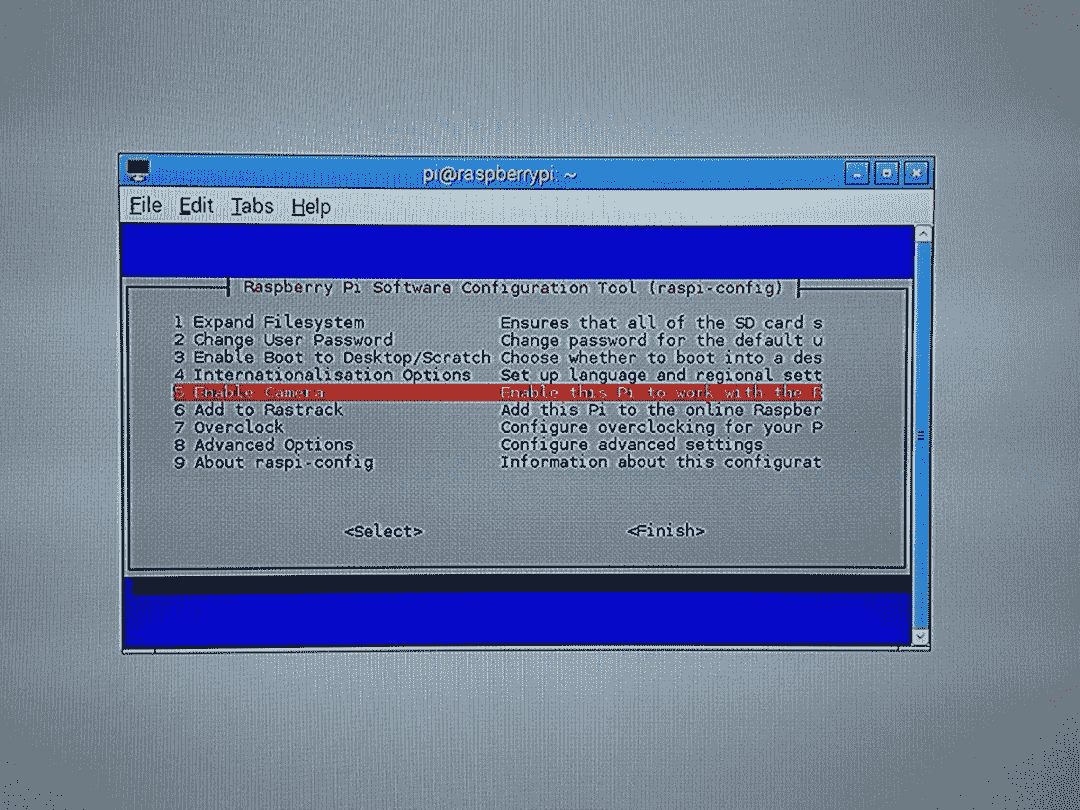 pi@raspberrypi: ~
File Edit Tabs Help
Raspberry Pi Software Configuration Tool (raspi-config)
1 Expand Filesystem Ensures that all of the SD card s
2 Change User Password Change password for the default u
3 Enable Boot to Desktop/Scratch Choose whether to boot into a des
4 Internationalisation Options Set up language and regional sett
5 Enable Camera Enable this Pi to work with the R
6 Add to Rastrack Add this Pi to the online Raspber
7 Overclock Configure overclocking for your P
8 Advanced Options Configure advanced settings
9 About raspi-config Information about this configurat
<Select> <Finish>